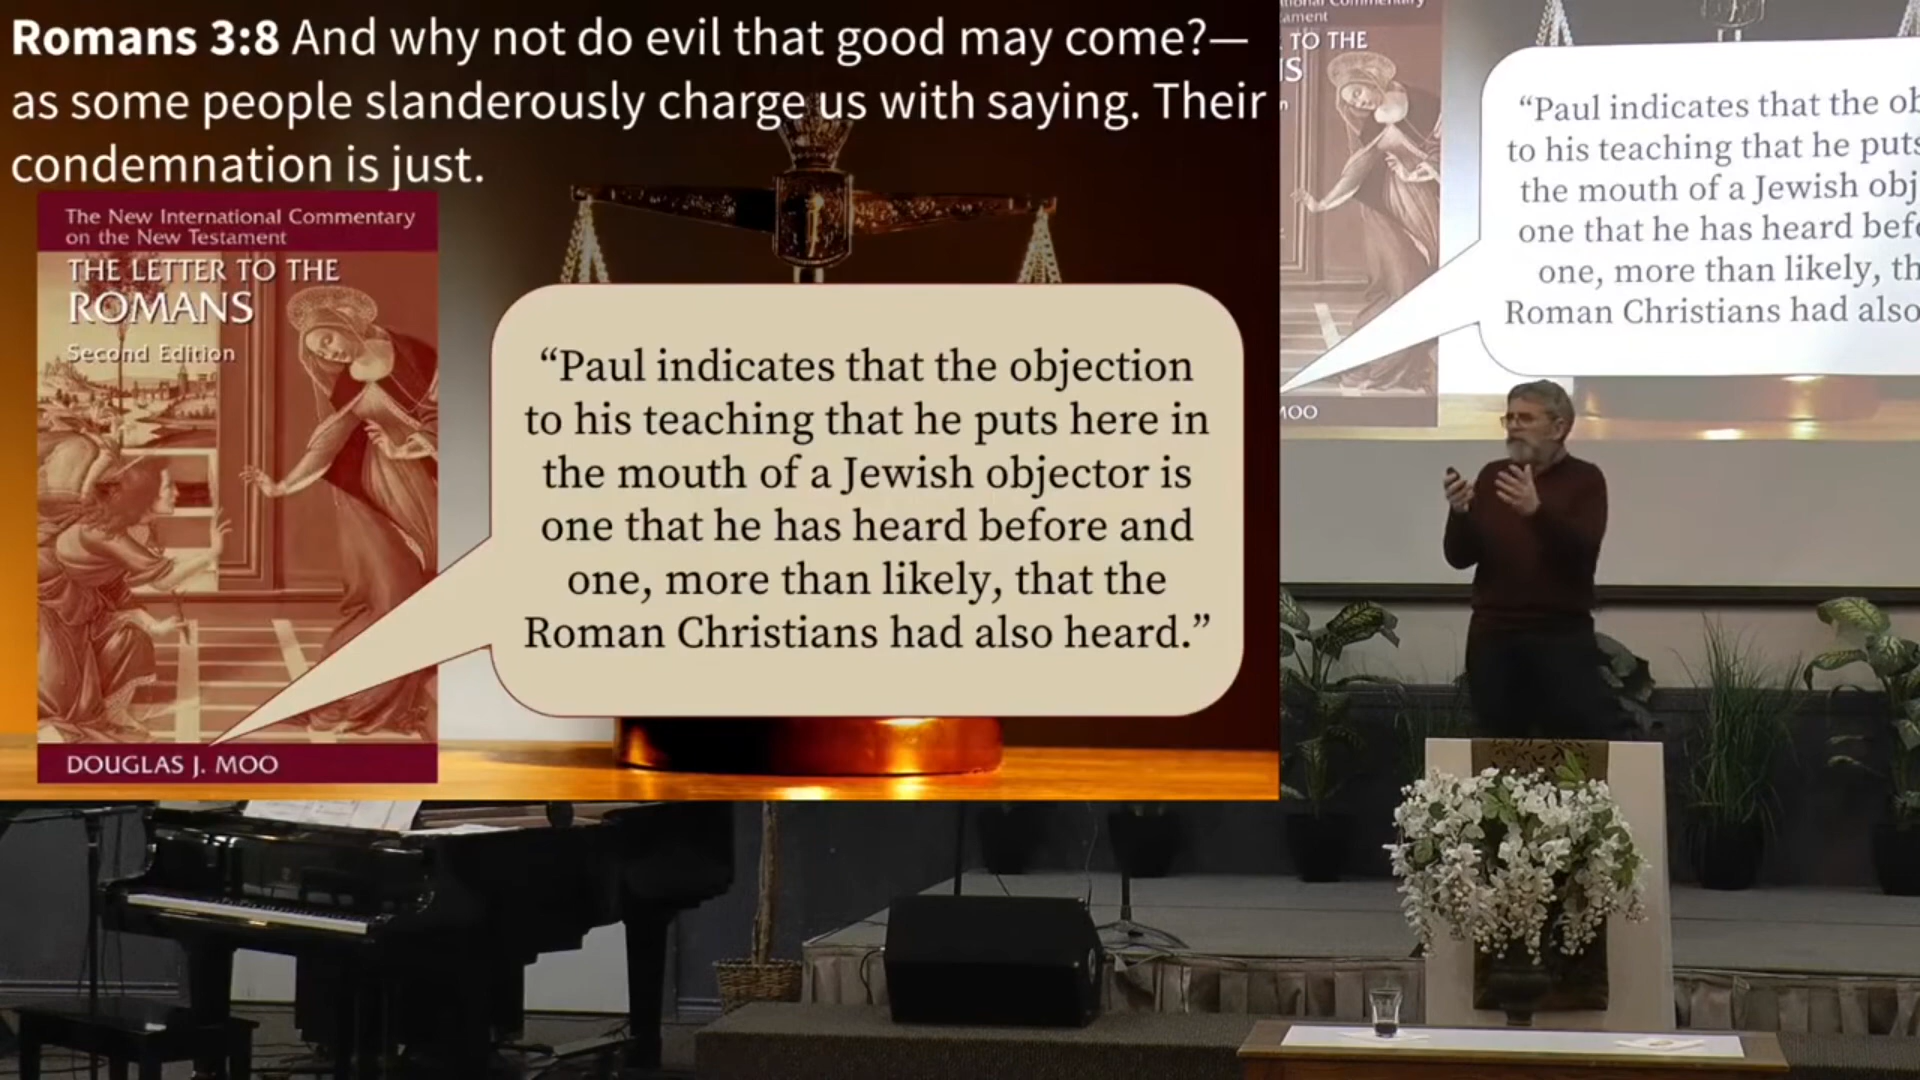 Romans 3:8 And why not do evil that good may come?—
as some people slanderously charge us with saying. Their
condemnation is just.
The New International Commentary
on the New Testament
THE LETTER TO THE
ROMANS
Second Edition
DOUGLAS J. MOO
“Paul indicates that the objection
to his teaching that he puts here in
the mouth of a Jewish objector is
one that he has heard before and
one, more than likely, that the
Roman Christians had also heard.”
TO THE
MOO
“Paul indicates that the ob
to his teaching that he puts
the mouth of a Jewish obj
one that he has heard befo
one, more than likely, th
Roman Christians had also